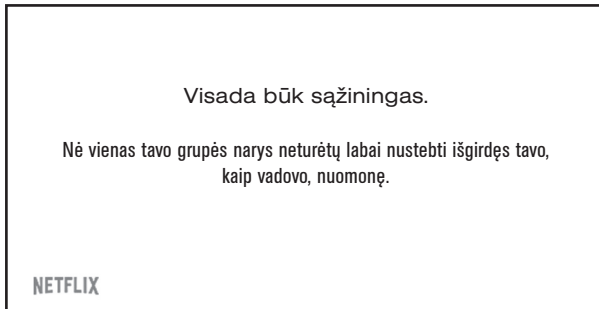 Visada būk sąžiningas.
Nė vienas tavo grupės narys neturėtų labai nustebti išgirdęs tavo,
kaip vadovo, nuomonę.
NETFLIX